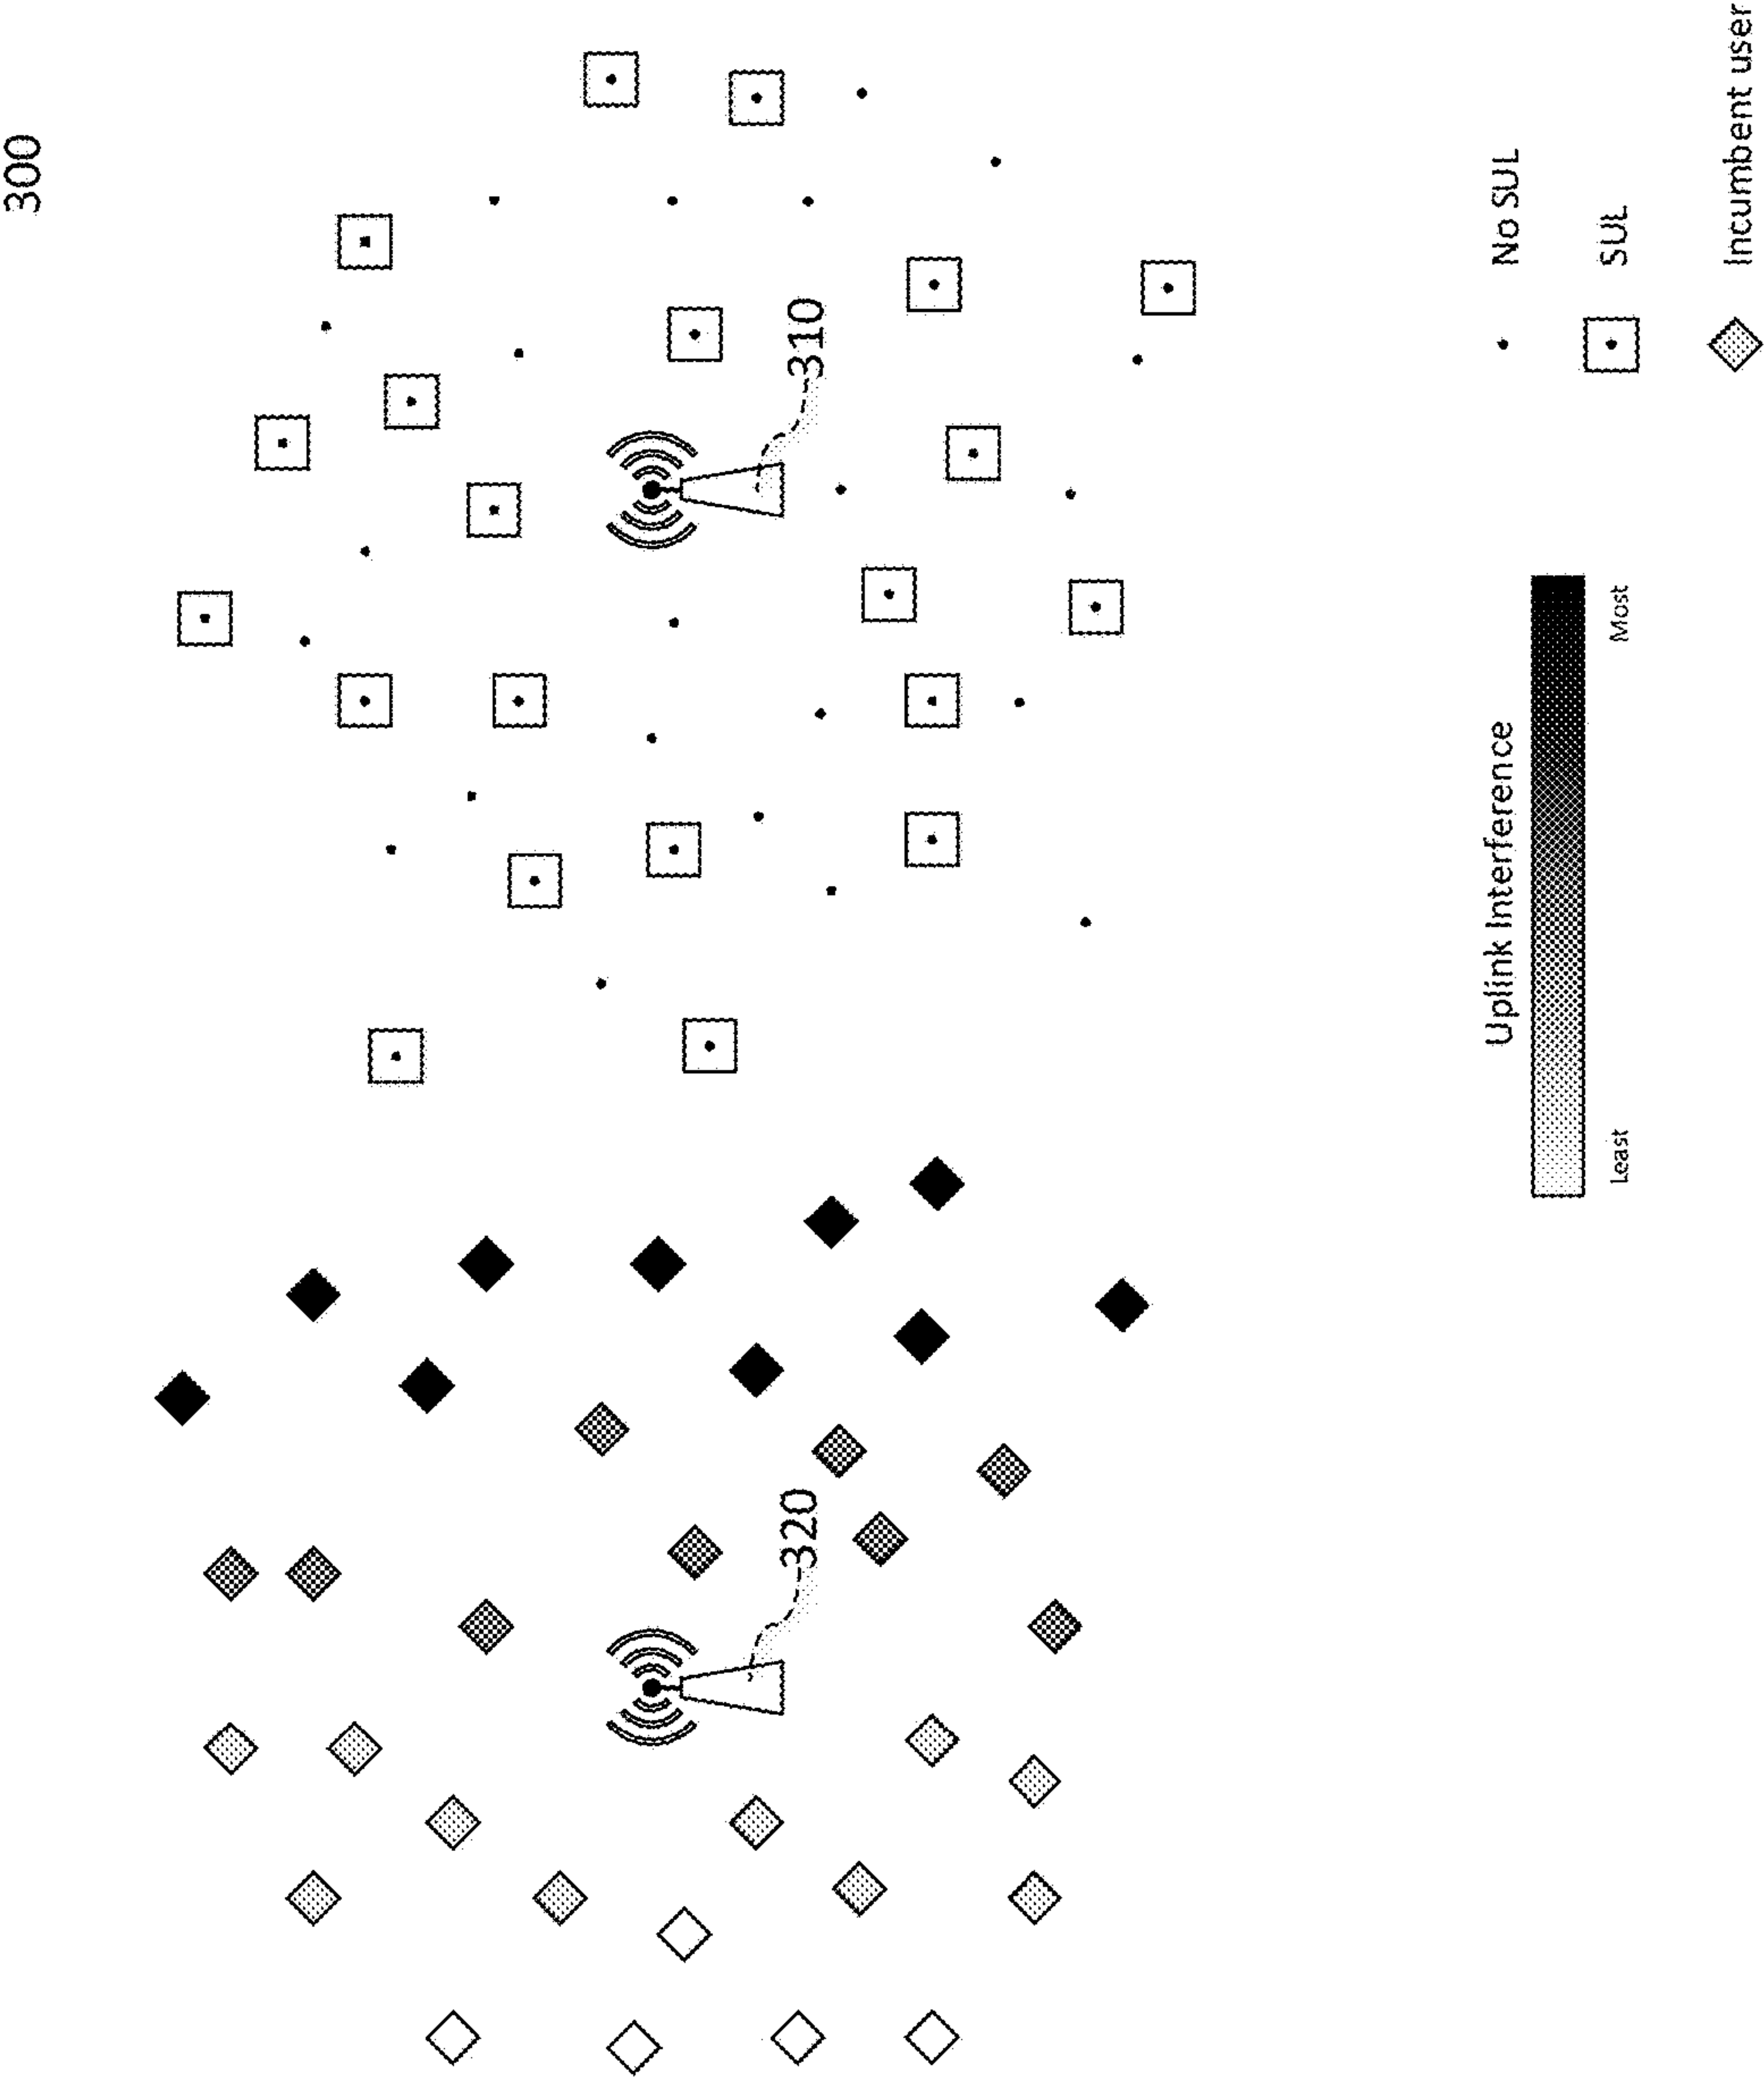 300
310
320
Uplink Interference
Least
Most
No SUL
SUL
Incumbent user